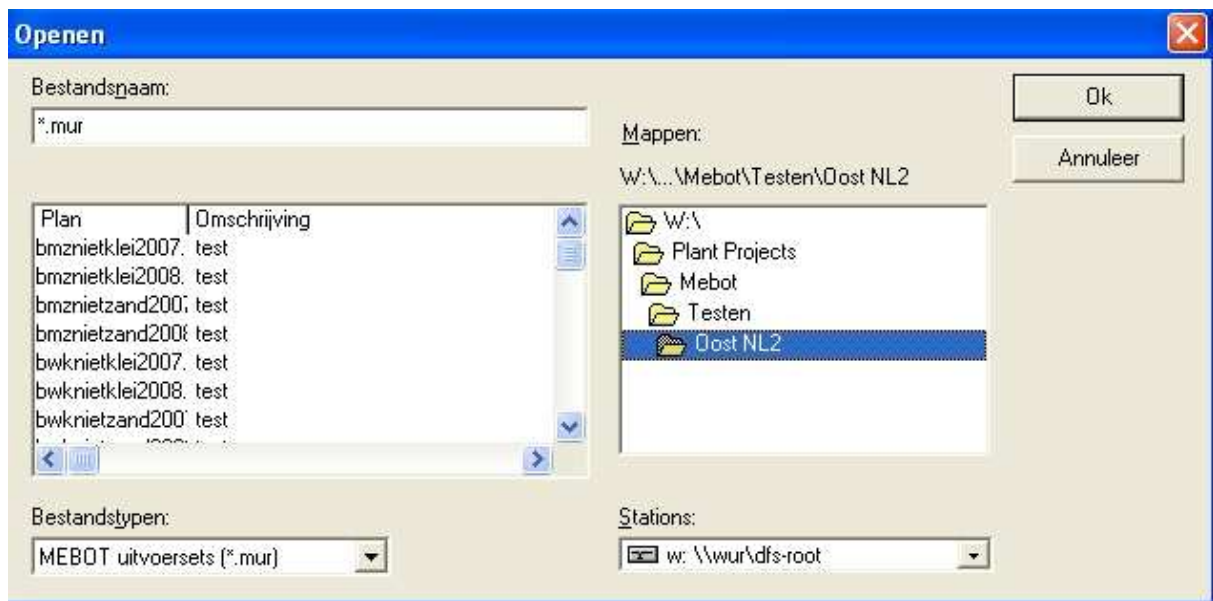 Openen
Bestandsnaam:
*.mur
Mappen:
W:\...\Mebot\Testen\Oost NL2
Ok
Annuleer
Plan Omschrijving
bmznietklei2007. test
bmznietklei2008. test
bmznietzand2007 test
bmznietzand2008 test
bwknietklei2007. test
bwknietklei2008. test
bwknietzand200 test
W:\
Plant Projects
Mebot
Testen
Oost NL2
Bestandstypen:
MEBOT uitvoersets (*.mur)
Stations:
w: \\wur\dfs-root